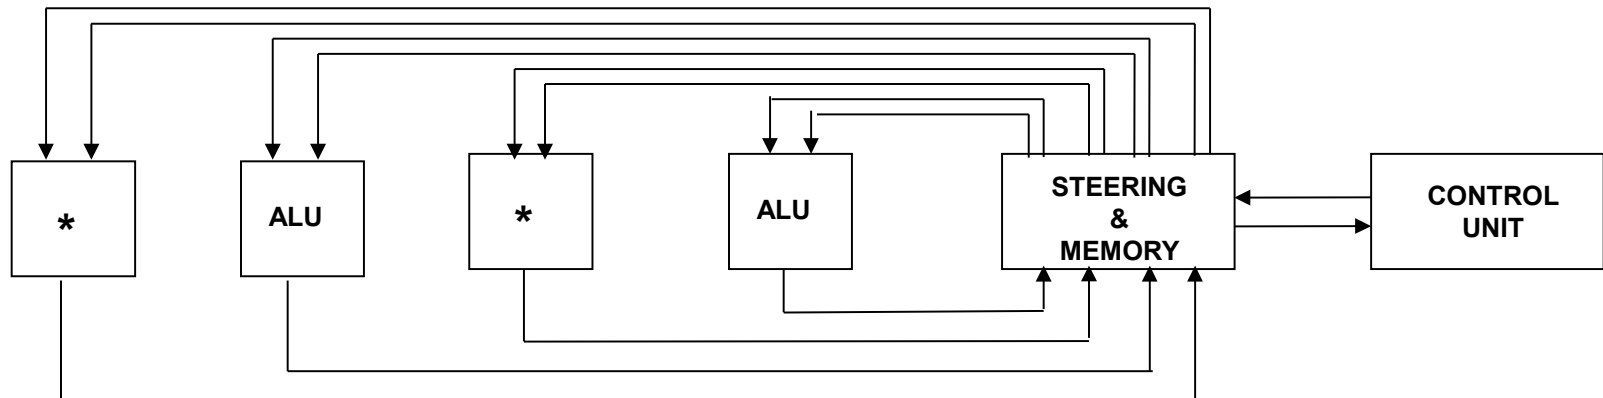 *
ALU
*
ALU
STEERING
&
MEMORY
CONTROL
UNIT